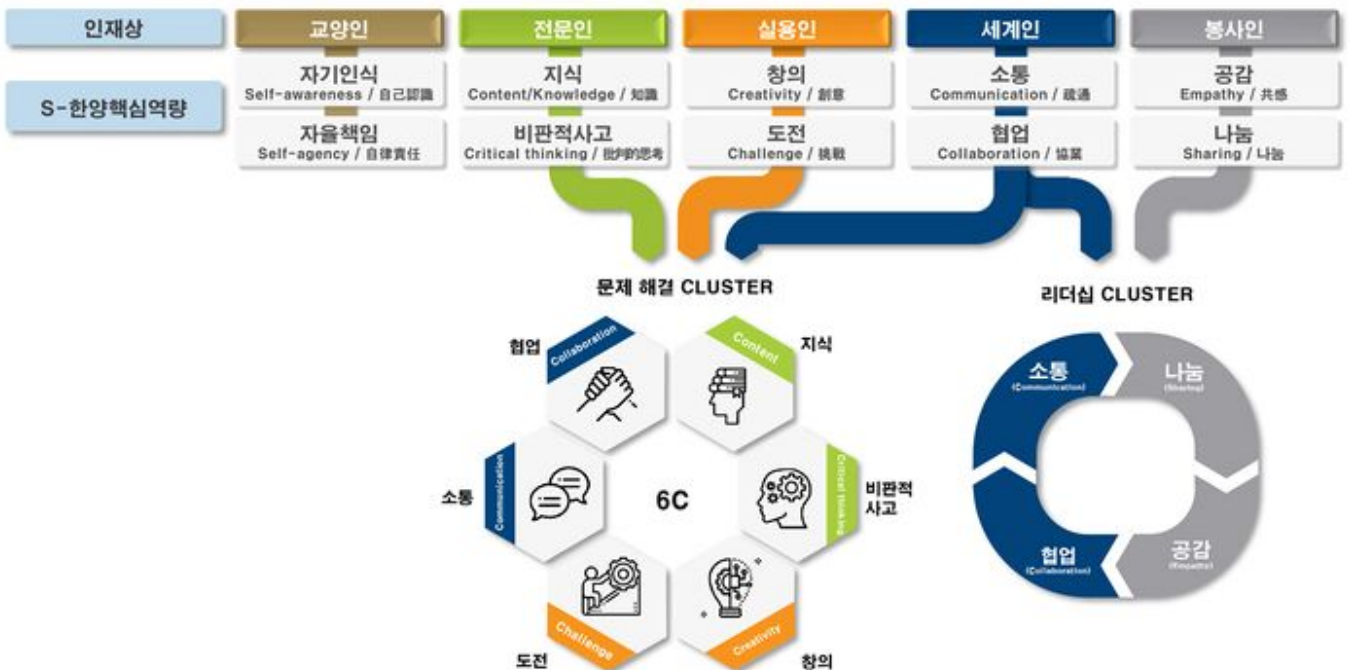 인재상
교양인
전문인
실용인
세계인
봉사인
S-한양핵심역량
자기인식
Self-awareness / 自己認識
지식
Content/Knowledge / 知識
창의
Creativity / 創意
소통
Communication / 疏通
공감
Empathy / 共感
자율책임
Self-agency / 自律責任
비판적사고
Critical thinking / 批判的思考
도전
Challenge / 挑戰
협업
Collaboration / 協業
나눔
Sharing / 나눔
문제 해결 CLUSTER
리더십 CLUSTER
협업
Collaboration
Content
지식
소통
Communication
6C
Critical thinking
비판적
사고
Challenge
도전
Creativity
창의
소통
(Communication)
나눔
(Sharing)
협업
(Collaboration)
공감
(Empathy)